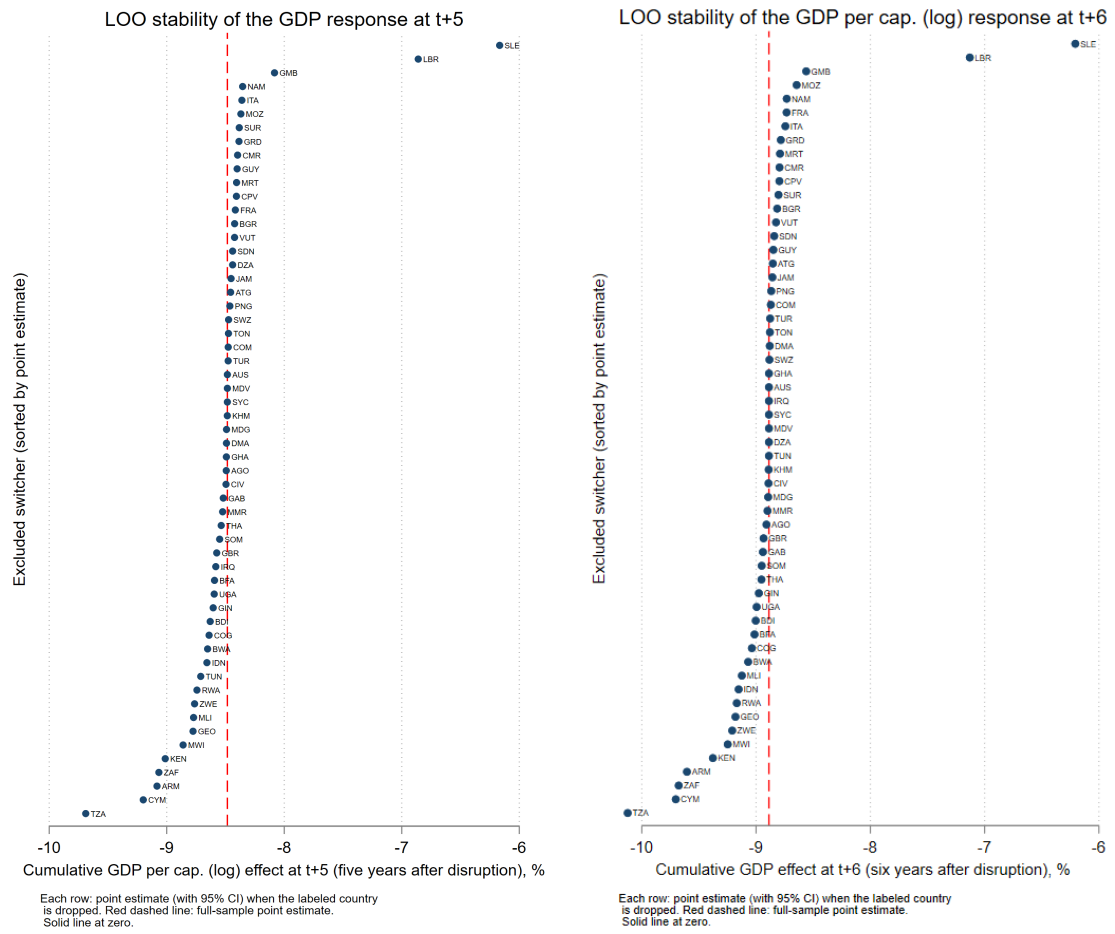 LOO stability of the GDP response at t+5
SLE
LBR
GMB
NAM
ITA
MOZ
SUR
GRD
CMR
GUY
MRT
CPV
FRA
BGR
VUT
SDN
DZA
JAM
ATG
PNG
SWZ
TON
COM
TUR
AUS
MDV
SYC
KHM
MDG
DMA
GHA
AGO
CIV
GAB
MMR
THA
SOM
GBR
IRQ
BFA
UGA
GIN
BDI
COG
BWA
IDN
TUN
RWA
ZWE
MLI
GEO
MWI
KEN
ZAF
ARM
CYM
TZA
Excluded switcher (sorted by point estimate)
-10 -9 -8 -7 -6
Cumulative GDP per cap. (log) effect at t+5 (five years after disruption), %
Each row: point estimate (with 95% CI) when the labeled country
is dropped. Red dashed line: full-sample point estimate.
Solid line at zero.
LOO stability of the GDP per cap. (log) response at t+6
SLE
LBR
GMB
MOZ
NAM
FRA
ITA
GRD
MRT
CMR
CPV
SUR
BGR
VUT
SDN
GUY
ATG
JAM
PNG
COM
TUR
TON
DMA
SWZ
GHA
AUS
IRQ
SYC
MDV
DZA
TUN
KHM
CIV
MDG
MMR
AGO
GBR
GAB
SOM
THA
GIN
UGA
BDI
BFA
COG
BWA
MLI
IDN
RWA
GEO
ZWE
MWI
KEN
ARM
ZAF
CYM
TZA
Excluded switcher (sorted by point estimate)
-10 -9 -8 -7 -6
Cumulative GDP effect at t+6 (six years after disruption), %
Each row: point estimate (with 95% CI) when the labeled country
is dropped. Red dashed line: full-sample point estimate.
Solid line at zero.